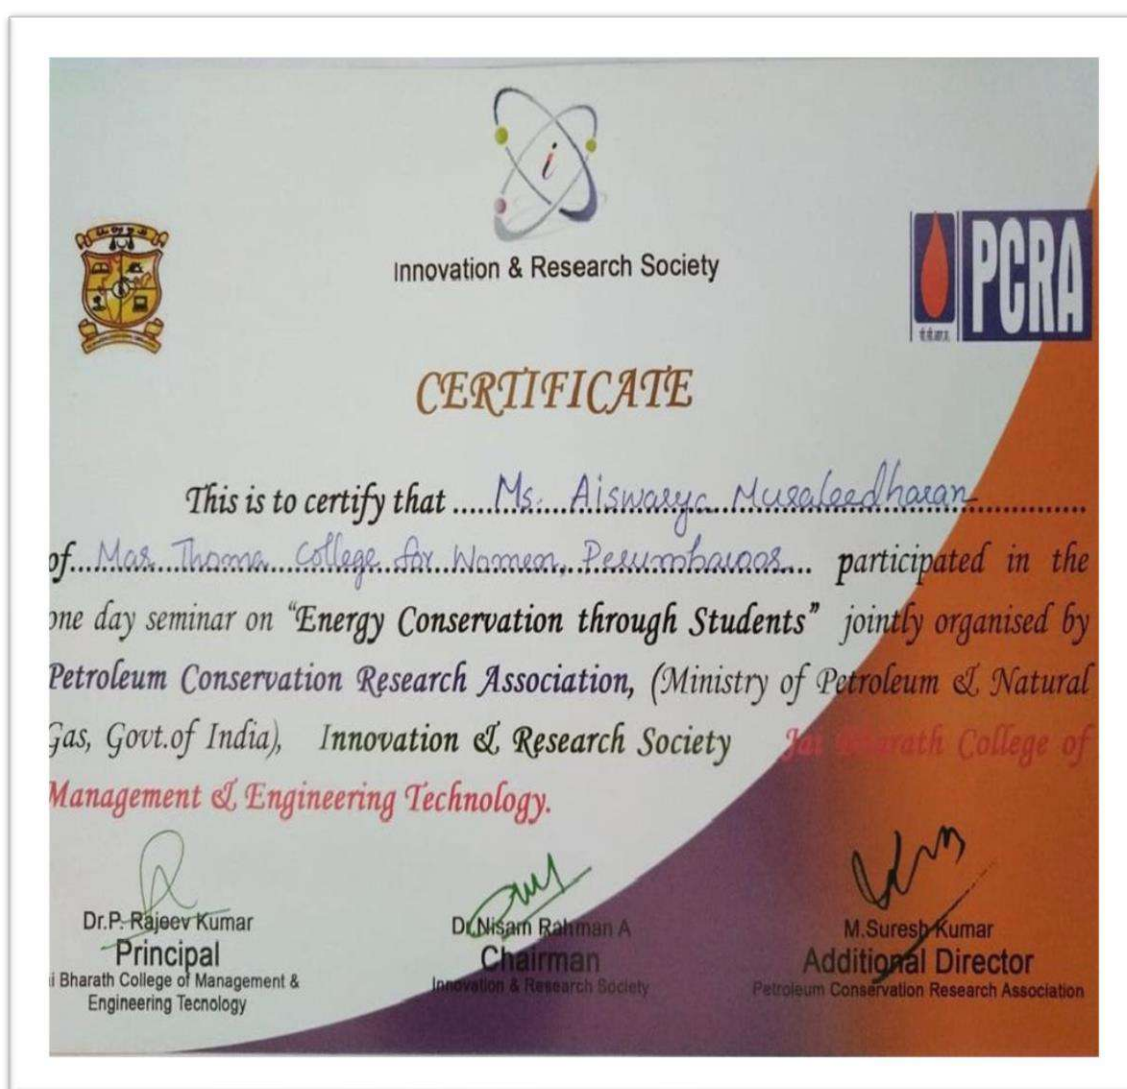 i
Innovation & Research Society
PCRA
CERTIFICATE
This is to certify that ..... Ms. Aiswarya Muraleedharan
of.... Mar Thoma College for Women, Perumbavoor.... participated in the
one day seminar on "Energy Conservation through Students" jointly organised by
Petroleum Conservation Research Association, (Ministry of Petroleum & Natural
Gas, Govt.of India), Innovation & Research Society Jai Bharath College of
Management & Engineering Technology.
Dr.P. Rajeev Kumar
Principal
i Bharath College of Management &
Engineering Tecnology
Dr.Nisam Rahman A
Chairman
Innovation & Research Society
M.Suresh Kumar
Additional Director
Petroleum Conservation Research Association